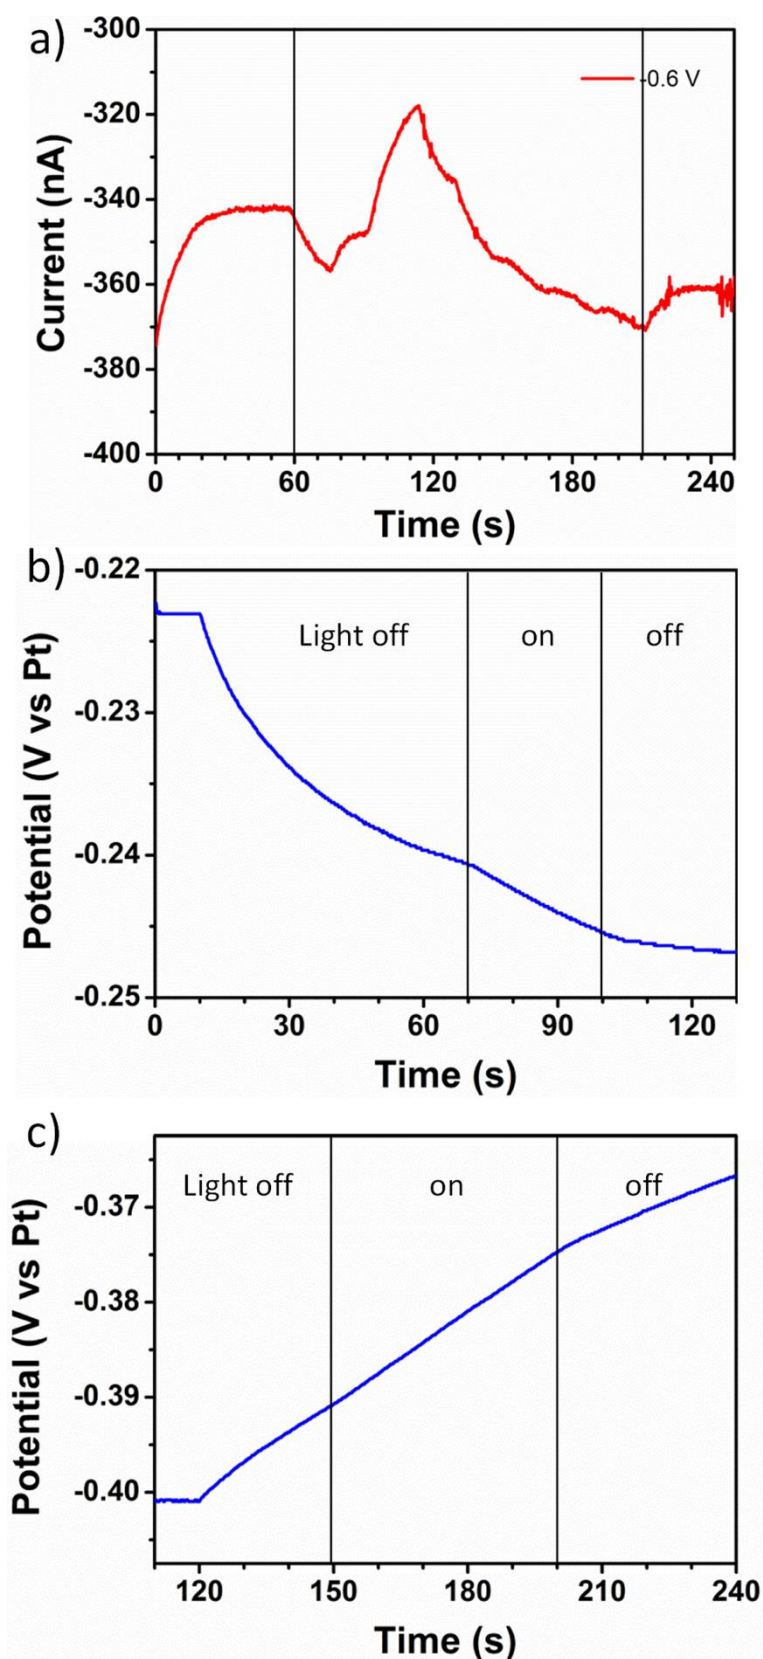 a)
-300
-320
-340
-360
-380
-400
Current (nA)
-0.6 V
0 60 120 180 240
Time (s)
b)
-0.22
-0.23
-0.24
-0.25
Potential (V vs Pt)
Light off on off
0 30 60 90 120
Time (s)
c)
-0.37
-0.38
-0.39
-0.40
Potential (V vs Pt)
Light off on off
120 150 180 210 240
Time (s)